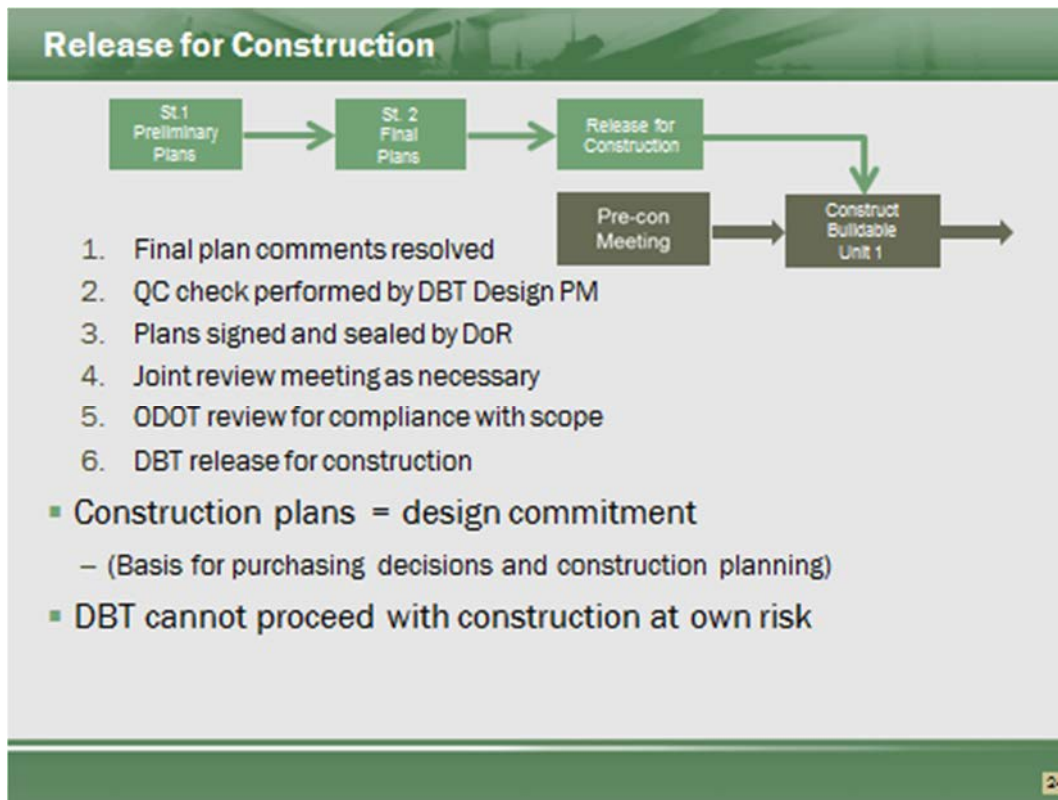 Release for Construction
St.1
Preliminary
Plans
St. 2
Final
Plans
Release for
Construction
Pre-con
Meeting
Construct
Buildable
Unit 1
1. Final plan comments resolved
2. QC check performed by DBT Design PM
3. Plans signed and sealed by DoR
4. Joint review meeting as necessary
5. ODOT review for compliance with scope
6. DBT release for construction
▪ Construction plans = design commitment
– (Basis for purchasing decisions and construction planning)
▪ DBT cannot proceed with construction at own risk